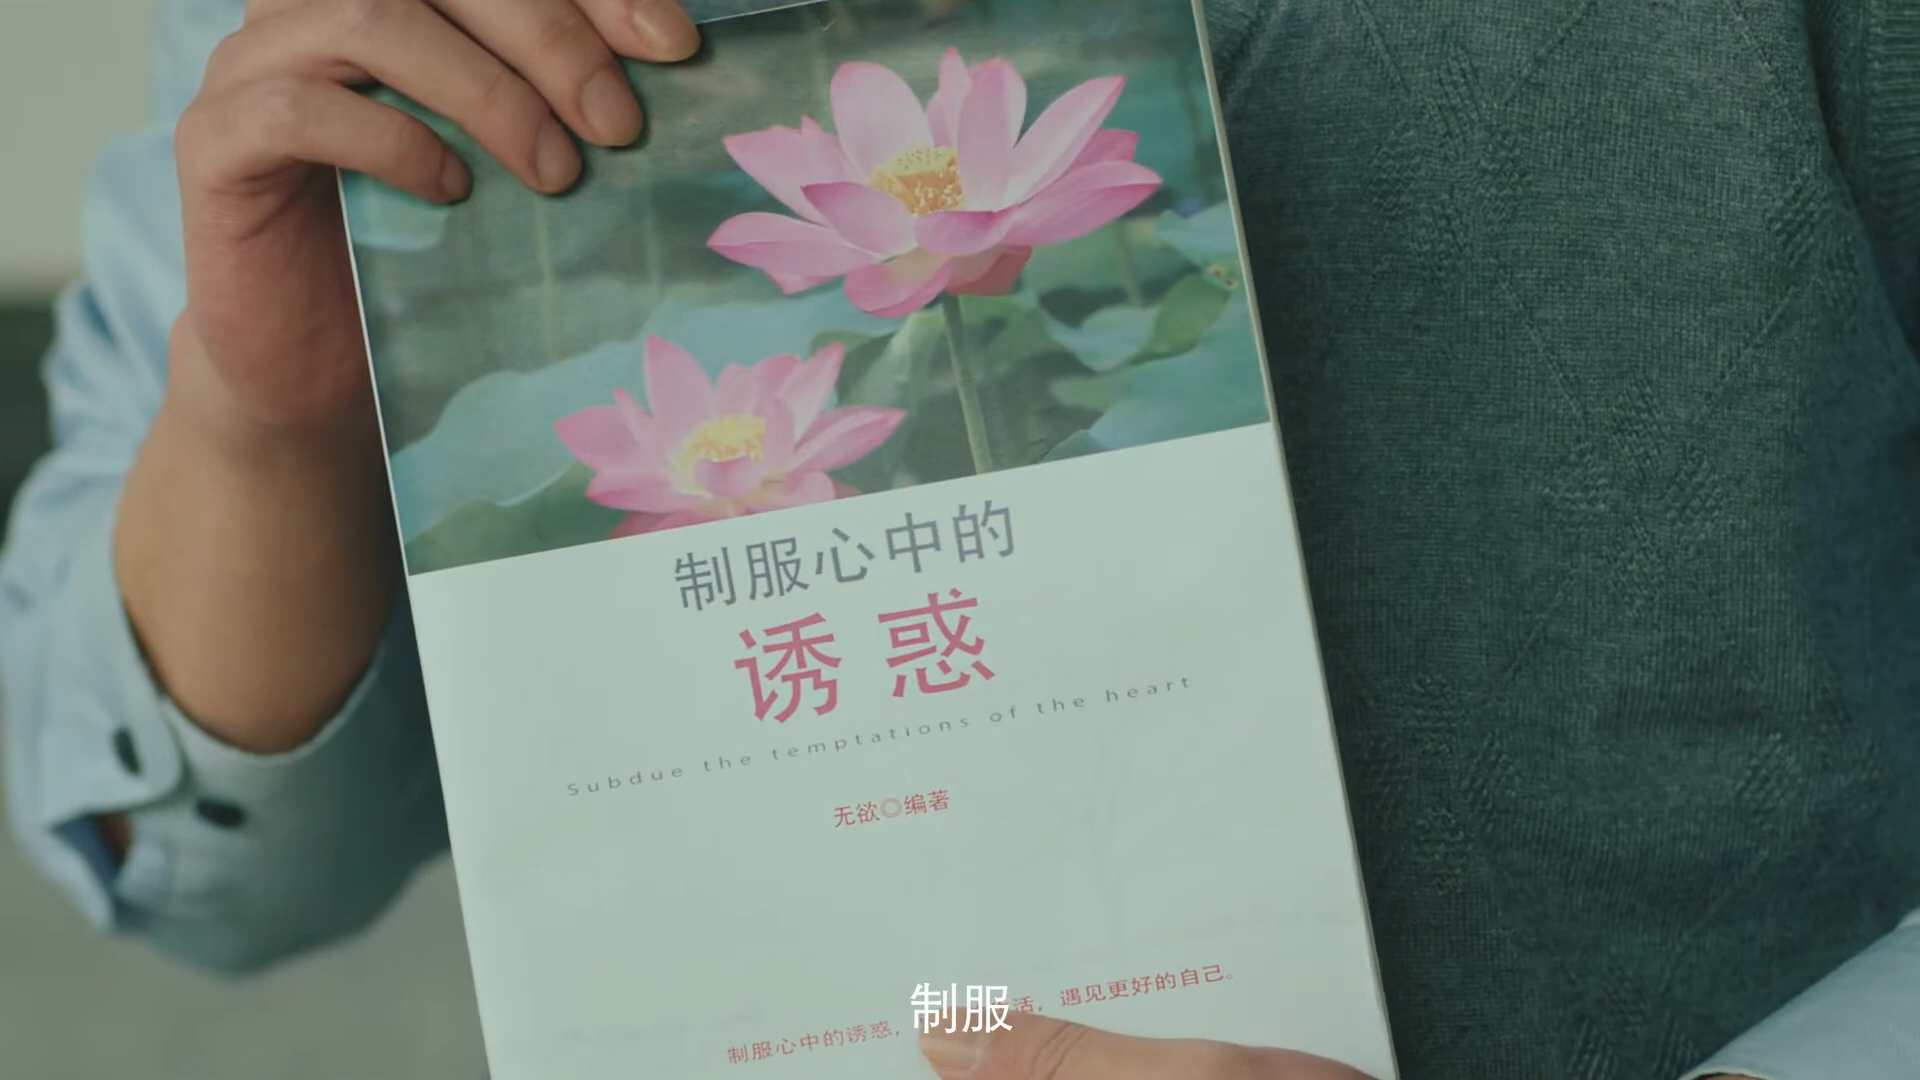 制服心中的
诱惑
Subdue the temptations of the heart
无欲◎编著
制服心中的诱惑,
活，遇见更好的自己。
制服